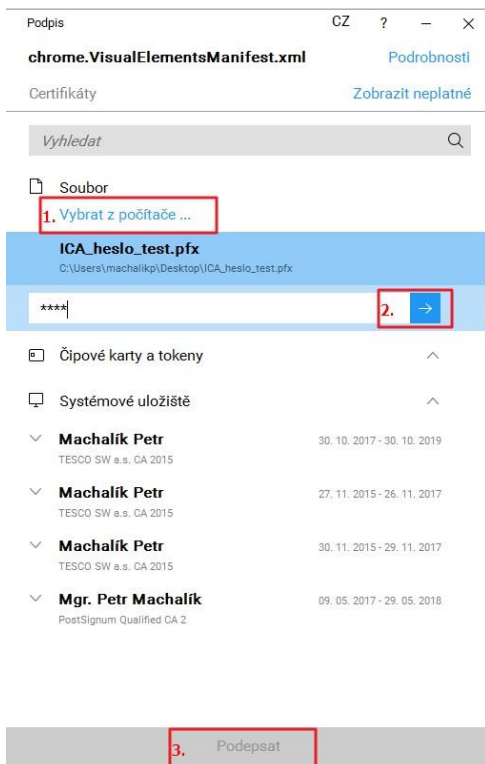 Podpis CZ ? – ×
chrome.VisualElementsManifest.xml Podrobnosti
Certifikáty Zobrazit neplatné
Vyhledat
Soubor
1. Vybrat z počítače ...
ICA_heslo_test.pfx
C:\Users\machalikp\Desktop\ICA_heslo_test.pfx
**** 2. →
Čipové karty a tokeny
Systémové uložiště
Machalík Petr 30. 10. 2017 - 30. 10. 2019
TESCO SW a.s. CA 2015
Machalík Petr 27. 11. 2015 - 26. 11. 2017
TESCO SW a.s. CA 2015
Machalík Petr 30. 11. 2015 - 29. 11. 2017
TESCO SW a.s. CA 2015
Mgr. Petr Machalík 09. 05. 2017 - 29. 05. 2018
PostSignum Qualified CA 2
3. Podepsat